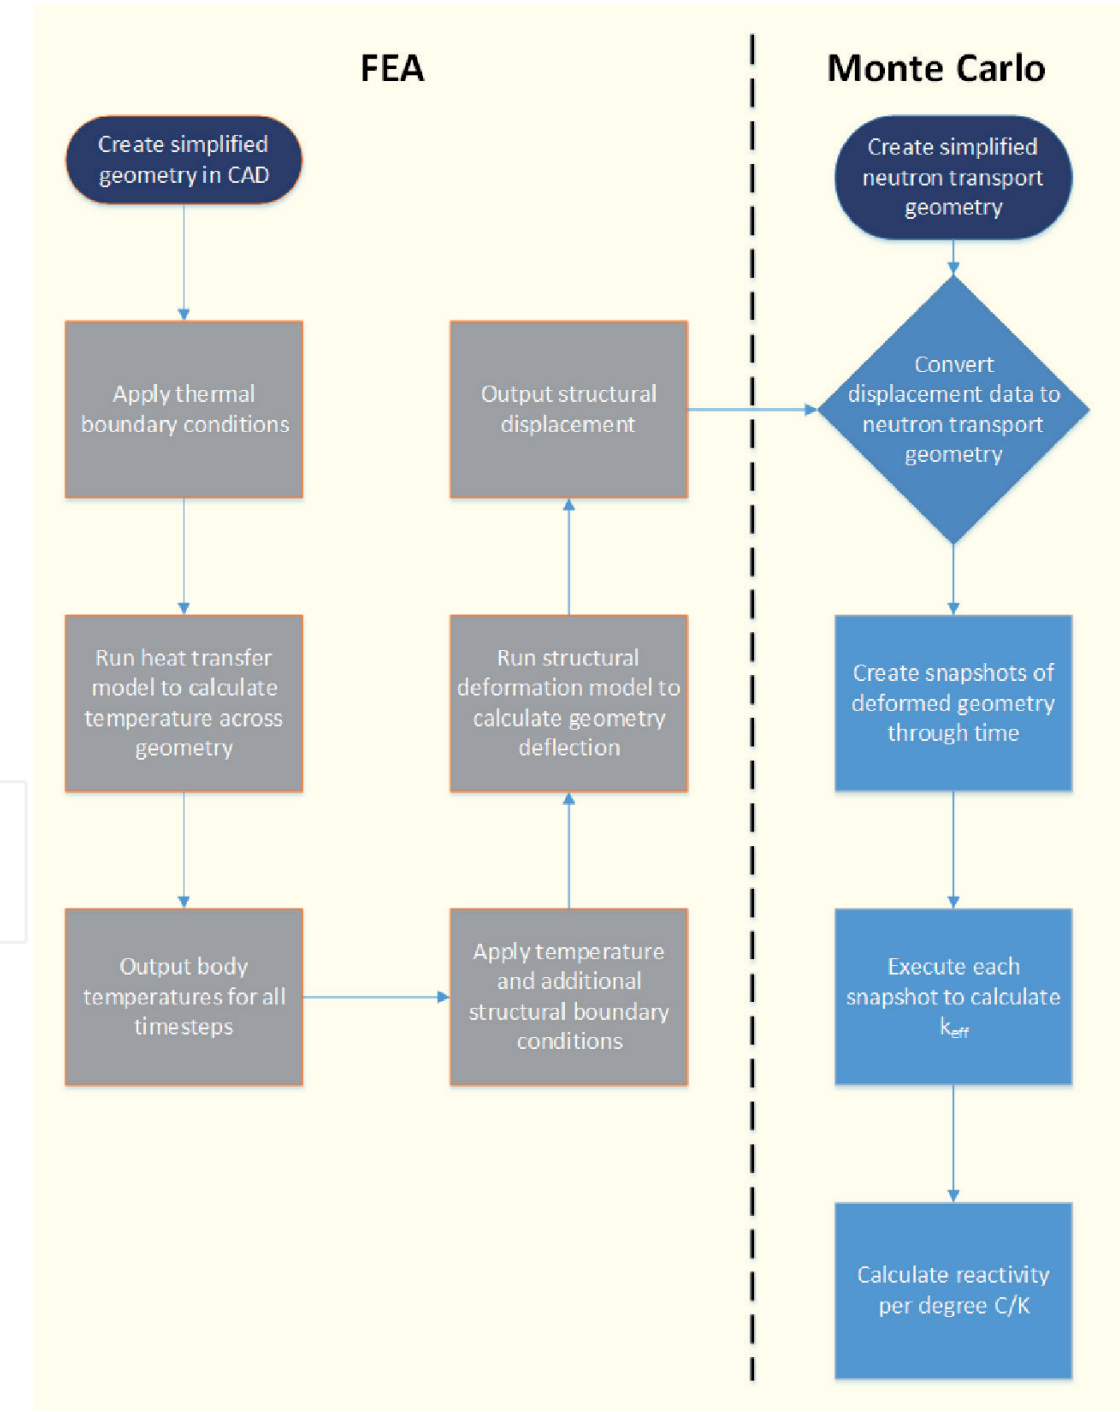 FEA
Create simplified
geometry in CAD
Apply thermal
boundary conditions
Run heat transfer
model to calculate
temperature across
geometry
Output body
temperatures for all
timesteps
Apply temperature
and additional
structural boundary
conditions
Run structural
deformation model to
calculate geometry
deflection
Output structural
displacement
Monte Carlo
Create simplified
neutron transport
geometry
Convert
displacement data to
neutron transport
geometry
Create snapshots of
deformed geometry
through time
Execute each
snapshot to calculate
k_eff
Calculate reactivity
per degree C/K